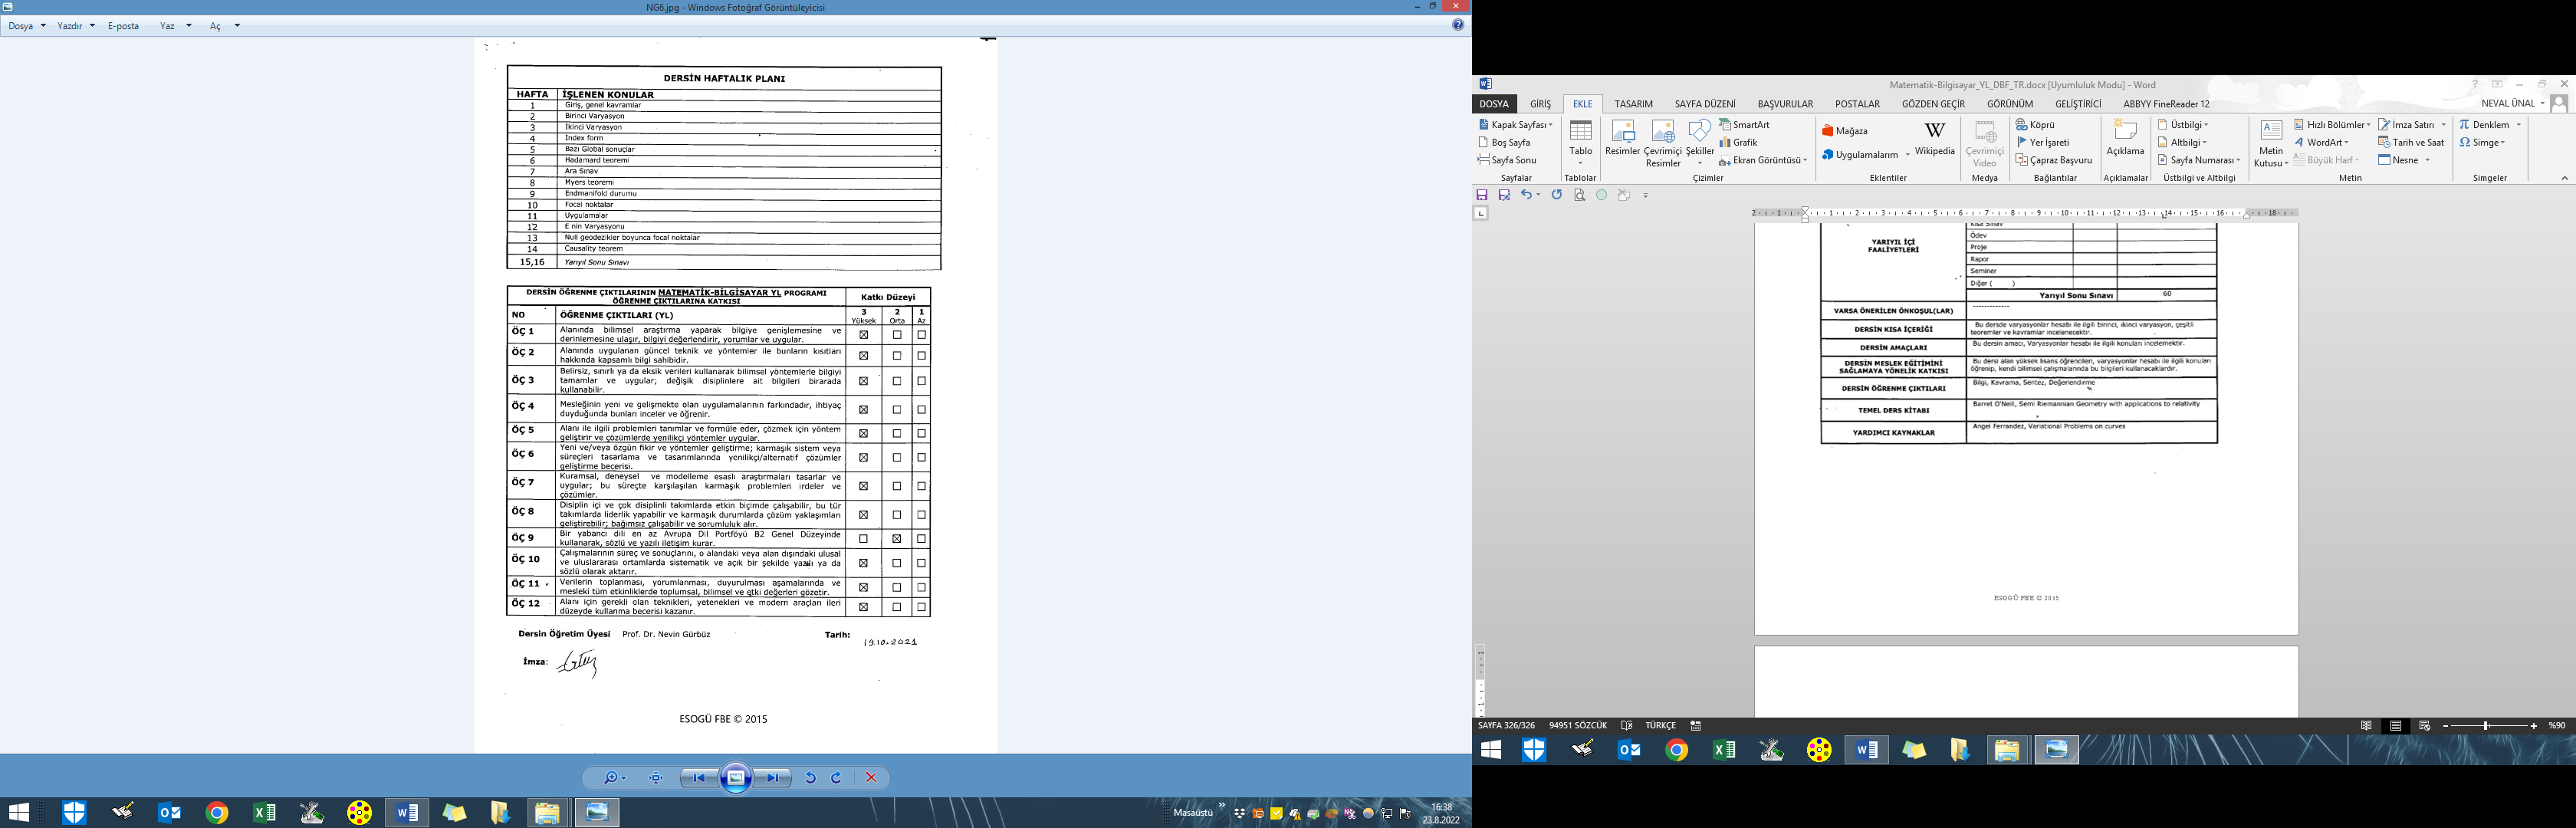 NG6.jpg - Windows Fotoğraf Görüntüleyicisi
Dosya Yazdır E-posta Yaz Aç
DERSİN HAFTALIK PLANI
HAFTA İŞLENEN KONULAR
1 Giriş, genel kavramlar
2 Birinci Varyasyon
3 İkinci Varyasyon
4 Index form
5 Bazı Global sonuçlar
6 Hadamard teoremi
7 Ara Sınav
8 Myers teoremi
9 Endmanifold durumu
10 Focal noktalar
11 Uygulamalar
12 E nin Varyasyonu
13 Null geodezikler boyunca focal noktalar
14 Causality teorem
15,16 Yarıyıl Sonu Sınavı
DERSİN ÖĞRENME ÇIKTILARININ MATEMATİK-BİLGİSAYAR YL PROGRAMI
ÖĞRENME ÇIKTILARINA KATKISI
Katkı Düzeyi
NO ÖĞRENME ÇIKTILARI (YL) 3 Yüksek 2 Orta 1 Az
ÖÇ 1 Alanında bilimsel araştırma yaparak bilgiye genişlemesine ve
derinlemesine ulaşır, bilgiyi değerlendirir, yorumlar ve uygular.
ÖÇ 2 Alanında uygulanan güncel teknik ve yöntemler ile bunların kısıtları
hakkında kapsamlı bilgi sahibidir.
ÖÇ 3 Belirsiz, sınırlı ya da eksik verileri kullanarak bilimsel yöntemlerle bilgiyi
tamamlar ve uygular; değişik disiplinlere ait bilgileri birarada
kullanabilir.
ÖÇ 4 Mesleğinin yeni ve gelişmekte olan uygulamalarının farkındadır, ihtiyaç
duyduğunda bunları inceler ve öğrenir.
ÖÇ 5 Alanı ile ilgili problemleri tanımlar ve formüle eder, çözmek için yöntem
geliştirir ve çözümlerde yenilikçi yöntemler uygular.
ÖÇ 6 Yeni ve/veya özgün fikir ve yöntemler geliştirme; karmaşık sistem veya
süreçleri tasarlama ve tasarımlarında yenilikçi/alternatif çözümler
geliştirme becerisi.
ÖÇ 7 Kuramsal, deneysel ve modelleme esaslı araştırmaları tasarlar ve
uygular; bu süreçte karşılaşılan karmaşık problemleri irdeler ve
çözümler.
ÖÇ 8 Disiplin içi ve çok disiplinli takımlarda etkin biçimde çalışabilir, bu tür
takımlarda liderlik yapabilir ve karmaşık durumlarda çözüm yaklaşımları
geliştirebilir; bağımsız çalışabilir ve sorumluluk alır.
ÖÇ 9 Bir yabancı dili en az Avrupa Dil Portföyü B2 Genel Düzeyinde
kullanarak, sözlü ve yazılı iletişim kurar.
ÖÇ 10 Çalışmalarının süreç ve sonuçlarını, o alandaki veya alan dışındaki ulusal
ve uluslararası ortamlarda sistematik ve açık bir şekilde yazılı ya da
sözlü olarak aktarır.
ÖÇ 11 Verilerin toplanması, yorumlanması, duyurulması aşamalarında ve
mesleki tüm etkinliklerde toplumsal, bilimsel ve etki değerleri gözetir.
ÖÇ 12 Alanı için gerekli olan teknikleri, yetenekleri ve modern araçları ileri
düzeyde kullanma becerisi kazanır.
Dersin Öğretim Üyesi Prof. Dr. Nevin Gürbüz Tarih: 19.10.2021
İmza:
ESOGÜ FBE © 2015
Masaüstü
16:38
23.8.2022
Matematik-Bilgisayar_YL_DBF_TR.docx [Uyumluluk Modu] - Word
DOSYA GİRİŞ EKLE TASARIM SAYFA DÜZENİ BAŞVURULAR POSTALAR GÖZDEN GEÇİR GÖRÜNÜM GELİŞTİRİCİ ABBYY FineReader 12 NEVAL ÜNAL
Kapak Sayfası
Boş Sayfa
Sayfa Sonu
Sayfalar
Tablo
Tablolar
Resimler Çevrimiçi Resimler Şekiller
SmartArt
Grafik
Ekran Görüntüsü
Çizimler
Mağaza
Uygulamalarım
Wikipedia
Eklentiler
Çevrimiçi Video
Medya
Köprü
Yer İşareti
Çapraz Başvuru
Bağlantılar
Açıklama
Açıklamalar
Üstbilgi
Altbilgi
Sayfa Numarası
Üstbilgi ve Altbilgi
Metin Kutusu
Hızlı Bölümler
WordArt
Büyük Harf
İmza Satırı
Tarih ve Saat
Nesne
Metin
Denklem
Simge
Simgeler
YARIYIL İÇİ
FAALİYETLERİ
Kısa Sınav
Ödev
Proje
Rapor
Seminer
Diğer ( )
Yarıyıl Sonu Sınavı 60
VARSA ÖNERİLEN ÖNKOŞUL(LAR) -------------
DERSİN KISA İÇERİĞİ Bu dersde varyasyonlar hesabı ile ilgili birinci, ikinci varyasyon, çeşitli
teoremler ve kavramlar incelenecektir.
DERSİN AMAÇLARI Bu dersin amacı, Varyasyonlar hesabı ile ilgili konuları incelemektir.
DERSİN MESLEK EĞİTİMİNİ
SAĞLAMAYA YÖNELİK KATKISI
Bu dersi alan yüksek lisans öğrencileri, varyasyonlar hesabı ile ilgili konuları
öğrenip, kendi bilimsel çalışmalarında bu bilgileri kullanacaklardır.
DERSİN ÖĞRENME ÇIKTILARI Bilgi, Kavrama, Sentez, Değerlendirme
TEMEL DERS KİTABI Barret O'Neill, Semi Riemannian Geometry with applications to relativity
YARDIMCI KAYNAKLAR Angel Ferrandez, Variational Problems on curves
ESOGÜ FBE © 2015
SAYFA 326/326 94951 SÖZCÜK TÜRKÇE %90